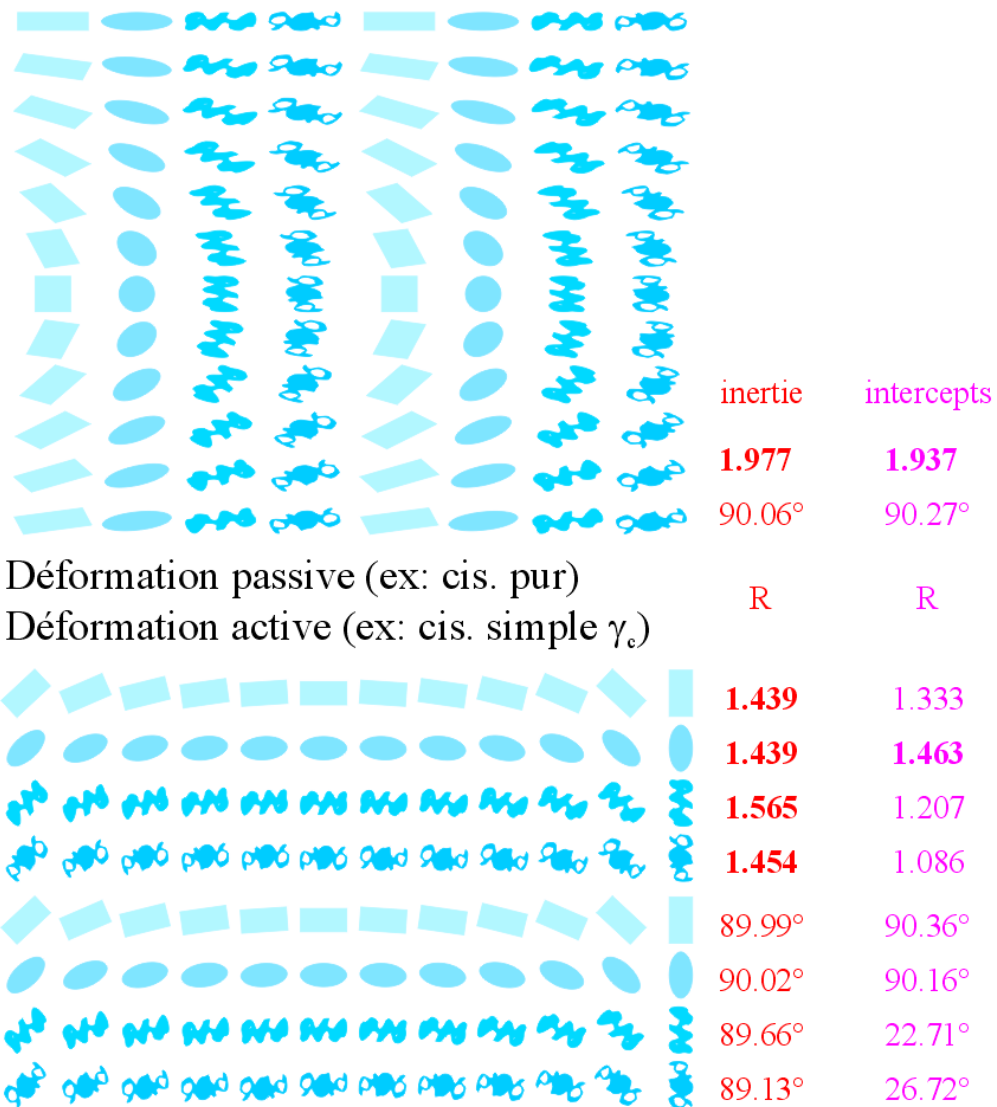 inertie intercepts
1.977 1.937
90.06° 90.27°
Déformation passive (ex: cis. pur)
R R
Déformation active (ex: cis. simple γc)
1.439 1.333
1.439 1.463
1.565 1.207
1.454 1.086
89.99° 90.36°
90.02° 90.16°
89.66° 22.71°
89.13° 26.72°